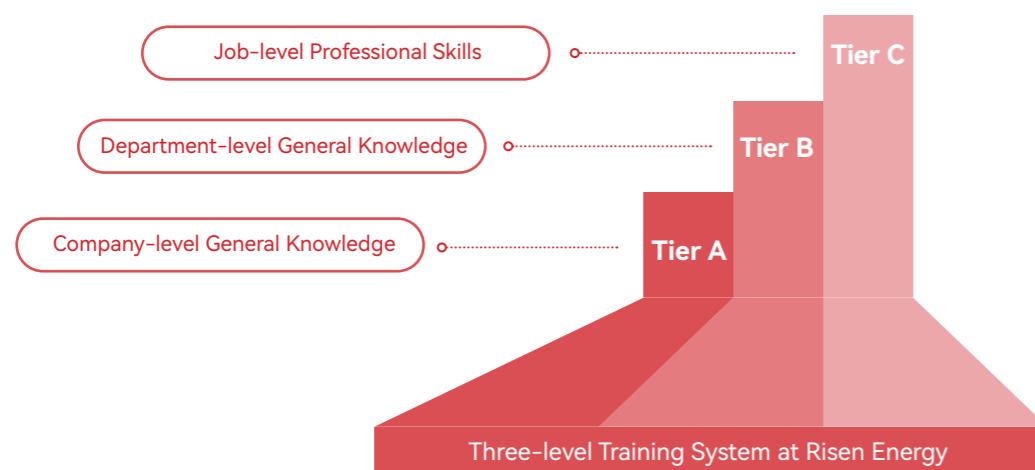 Job-level Professional Skills
Tier C
Department-level General Knowledge
Tier B
Company-level General Knowledge
Tier A
Three-level Training System at Risen Energy